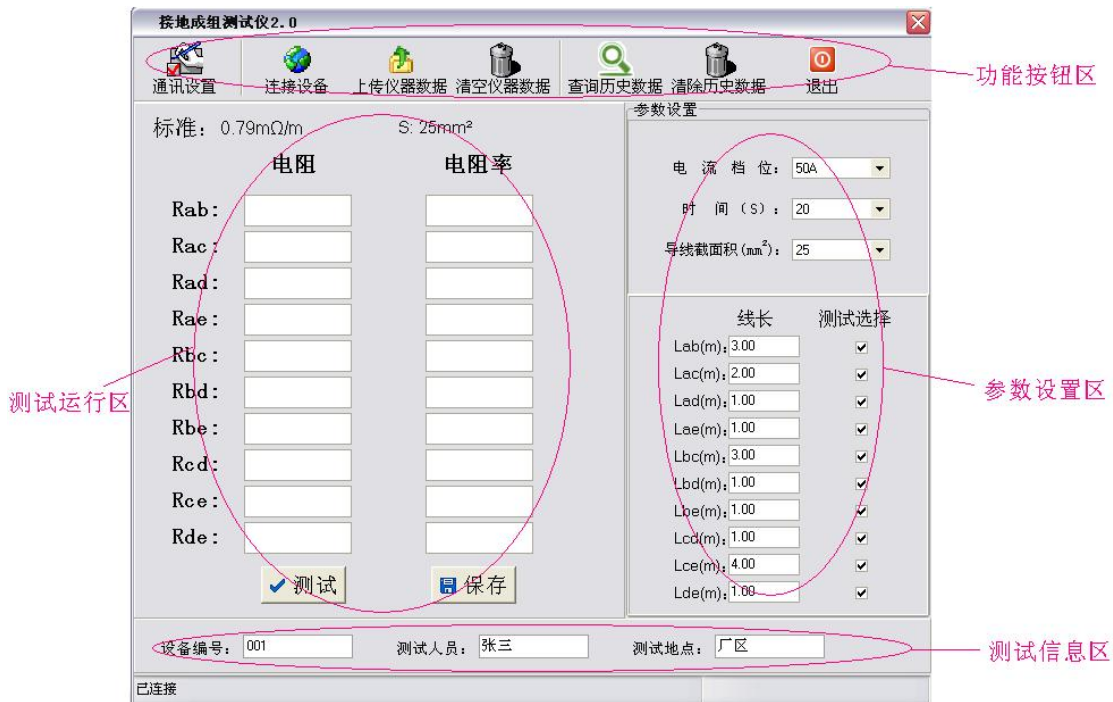 接地成组测试仪2.0
通讯设置 连接设备 上传仪器数据 清空仪器数据 查询历史数据 清除历史数据 退出
功能按钮区
标准：0.79mΩ/m S: 25mm²
参数设置
电阻 电阻率
电 流 档 位： 50A
Rab:
时 间（S）： 20
Rac:
导线截面积(mm²)： 25
Rad:
Rae:
线长 测试选择
Rbc:
Lab(m): 3.00
Lac(m): 2.00
Rbd:
Lad(m): 1.00
测试运行区
参数设置区
Rbe:
Lae(m): 1.00
Lbc(m): 3.00
Rcd:
Lbd(m): 1.00
Rce:
Lbe(m): 1.00
Rde:
Lcd(m): 1.00
Lce(m): 4.00
测试 保存
Lde(m): 1.00
设备编号： 001 测试人员： 张三 测试地点： 厂区
测试信息区
已连接